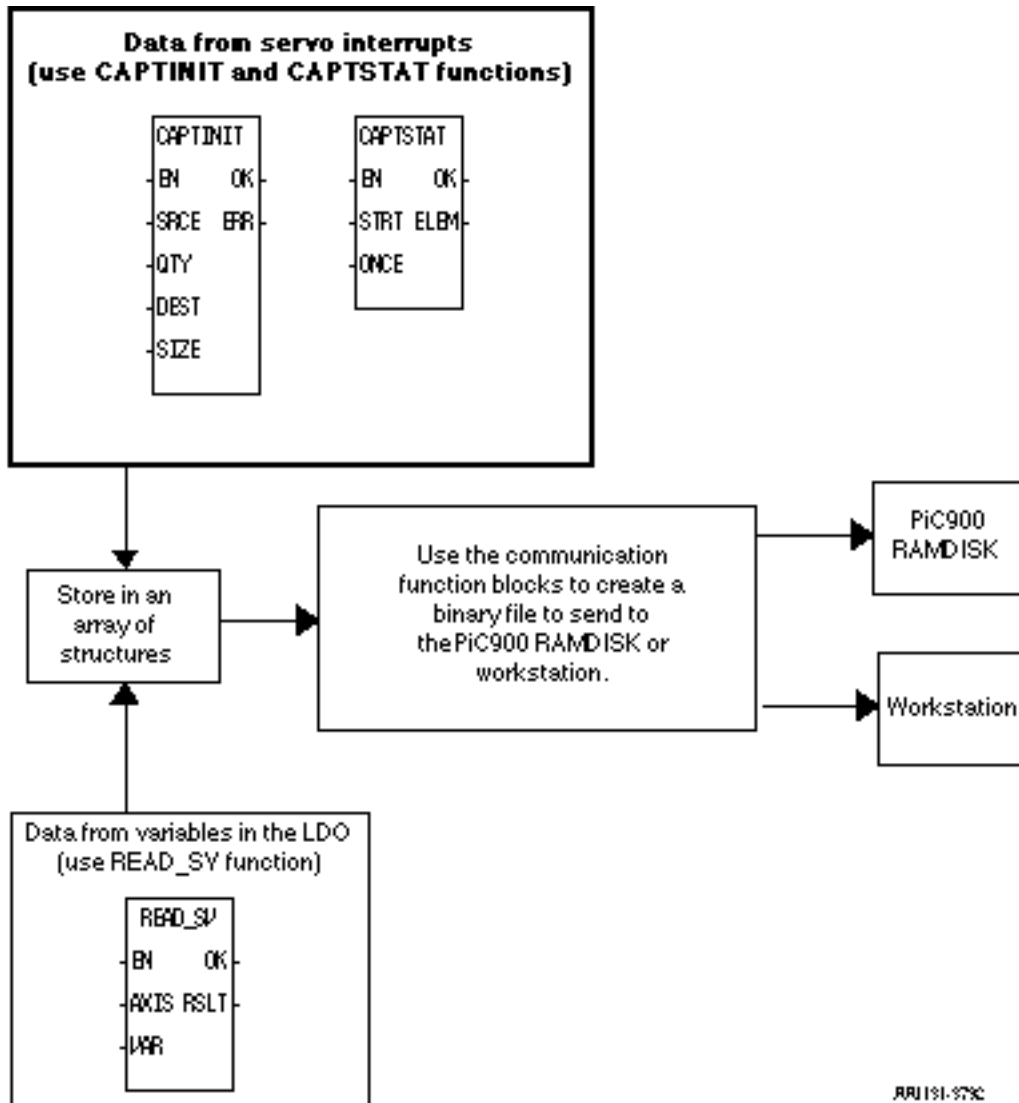 Data from servo interrupts
(use CAPTINIT and CAPTSTAT functions)
CAPTINIT
EN OK
SRCE ERR
QTY
DEST
SIZE
CAPTSTAT
EN OK
STRT ELEM
ONCE
Store in an
array of
structures
Use the communication
function blocks to create a
binary file to send to
the PiC900 RAMDISK or
workstation.
PiC900
RAMDISK
Workstation
Data from variables in the LDO
(use READ_SV function)
READ_SV
EN OK
AXIS RSLT
VAR